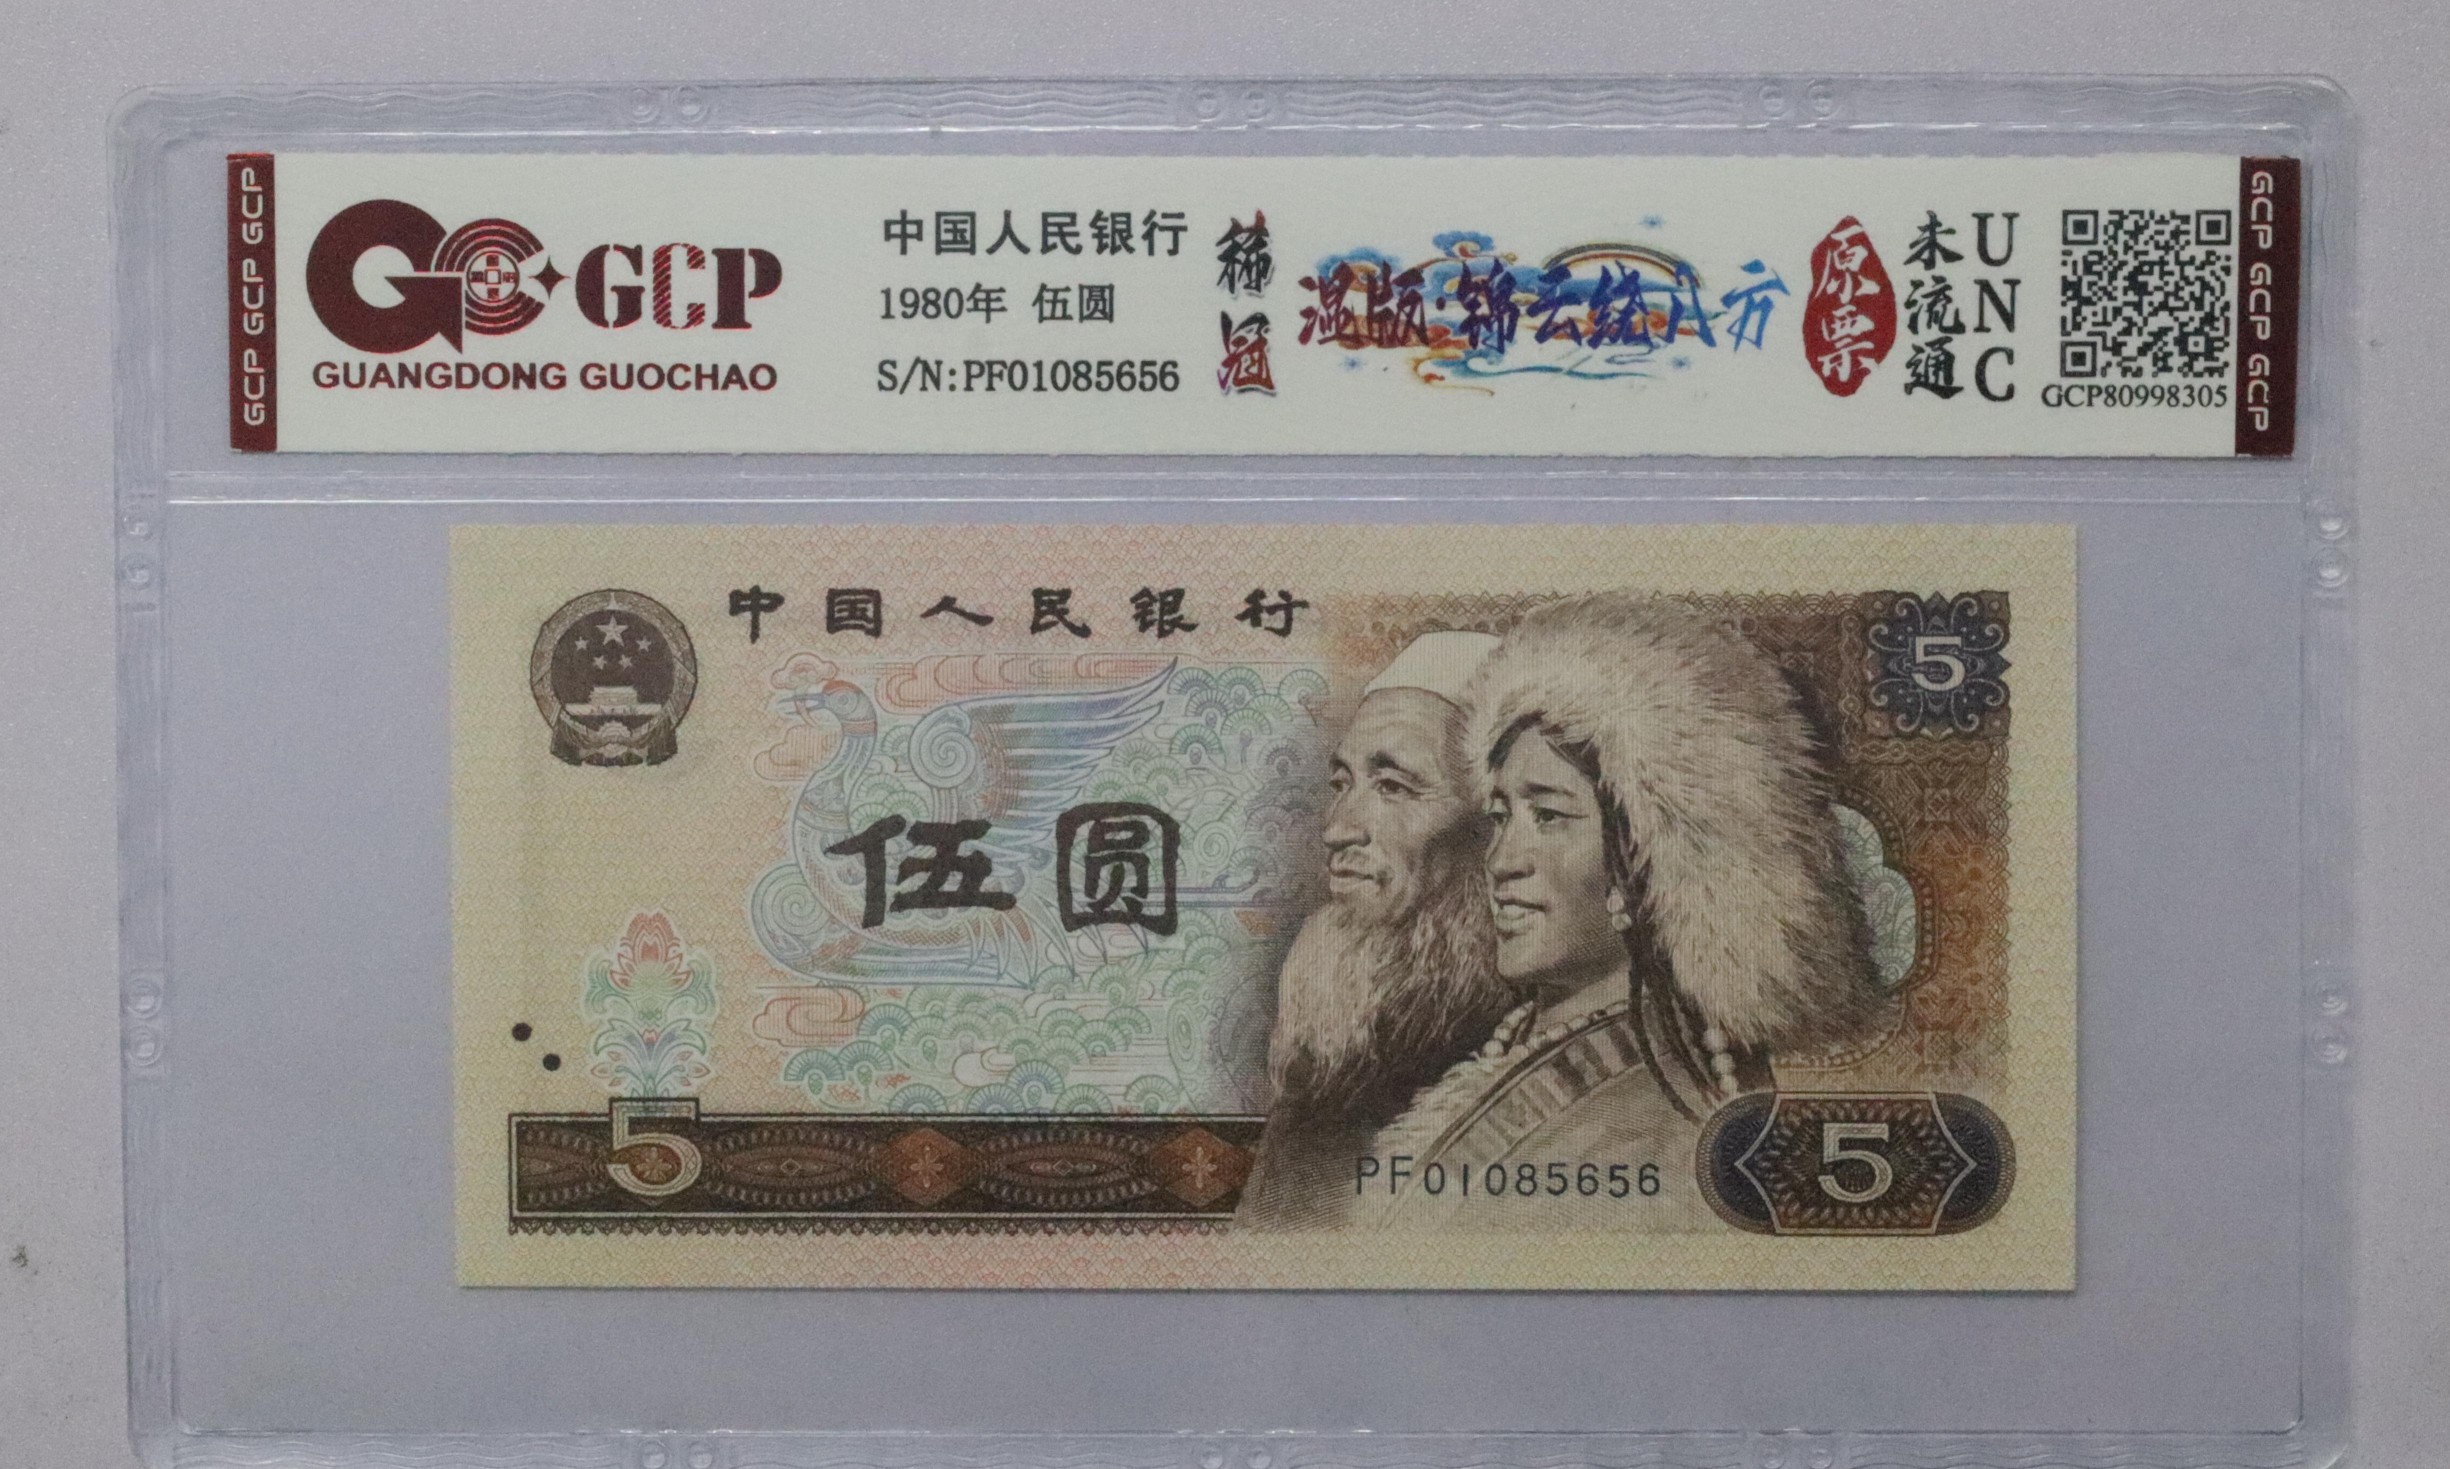 GCP GCP GCP
GCP
GUANGDONG GUOCHAO
中国人民银行
1980年 伍圆
S/N:PF01085656
稀冠
湿版·锦云绕八方
原票
未流通
UNC
GCP80998305
GCP GCP GCP
中国人民银行
5
伍圆
5
PF01085656
5